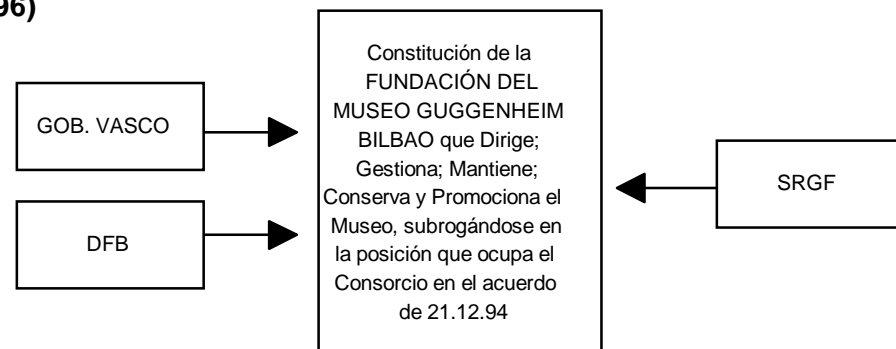 96)
GOB. VASCO
DFB
Constitución de la
FUNDACIÓN DEL
MUSEO GUGGENHEIM
BILBAO que Dirige;
Gestiona; Mantiene;
Conserva y Promociona el
Museo, subrogándose en
la posición que ocupa el
Consorcio en el acuerdo
de 21.12.94
SRGF